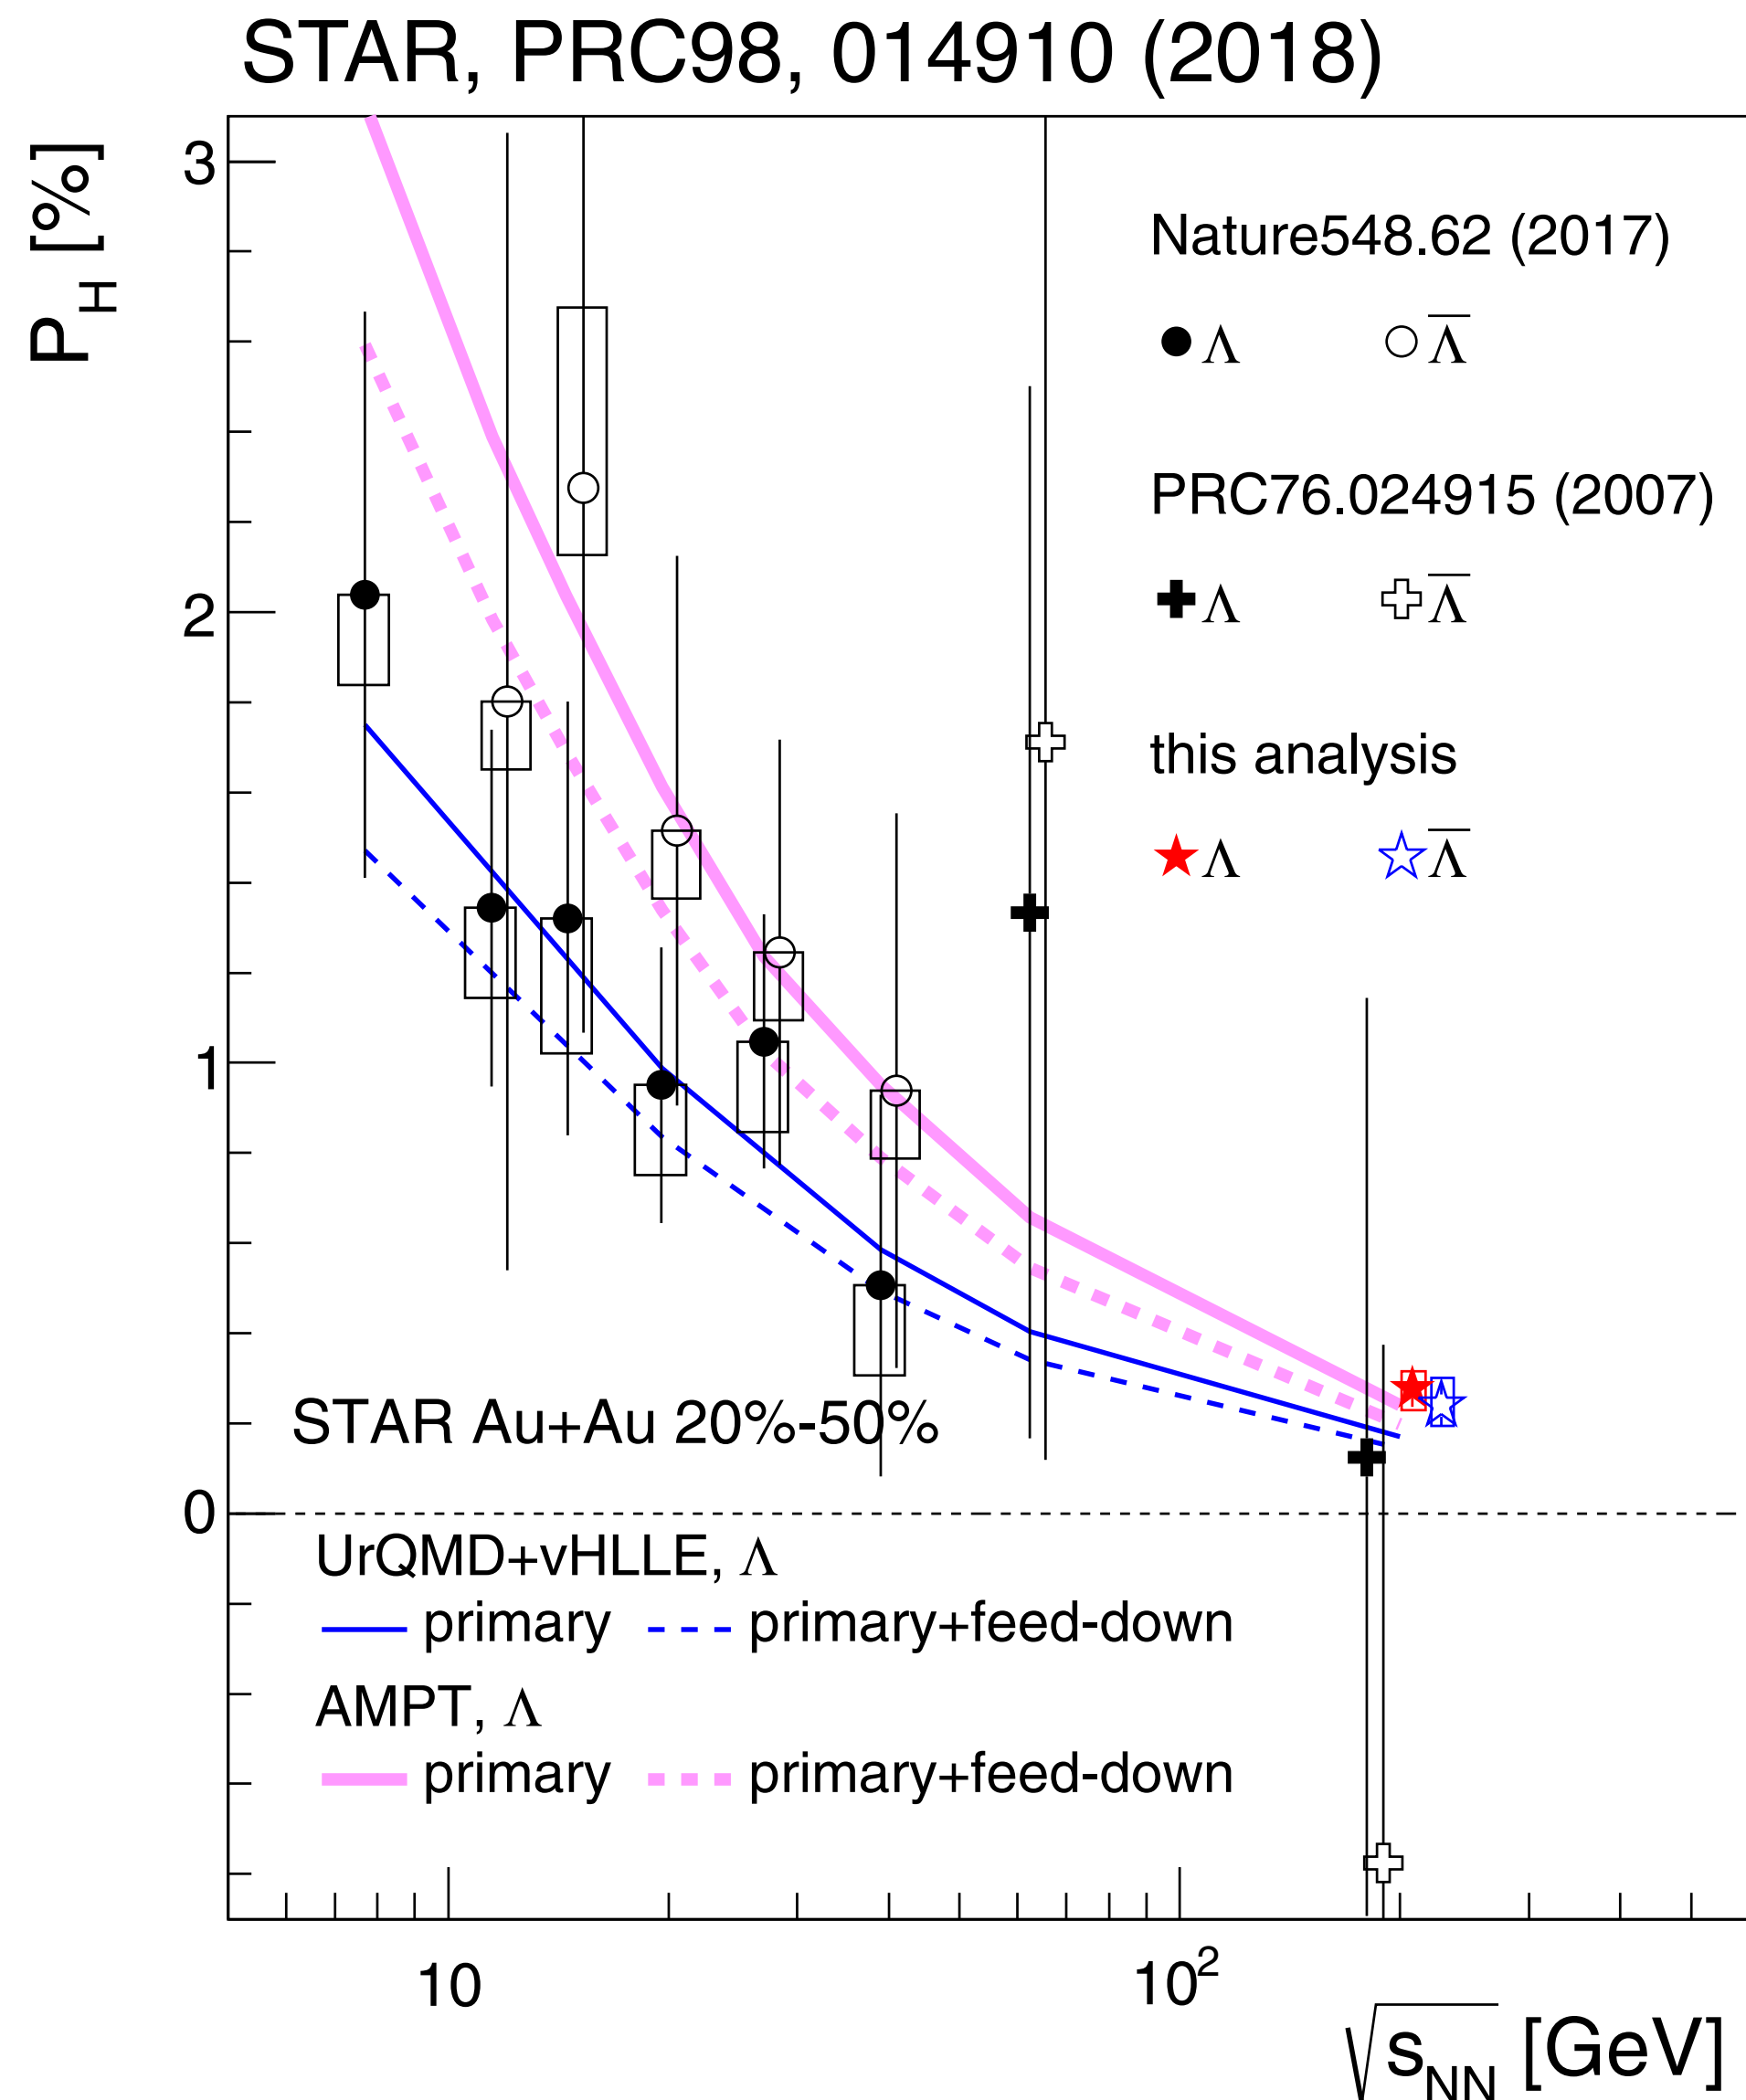 STAR, PRC98, 014910 (2018)
P_H [%]
3
2
1
0
Nature548.62 (2017)
Λ Λ̅
PRC76.024915 (2007)
Λ Λ̅
this analysis
Λ Λ̅
STAR Au+Au 20%-50%
UrQMD+vHLLE, Λ
primary primary+feed-down
AMPT, Λ
primary primary+feed-down
10 10²
√s_NN [GeV]